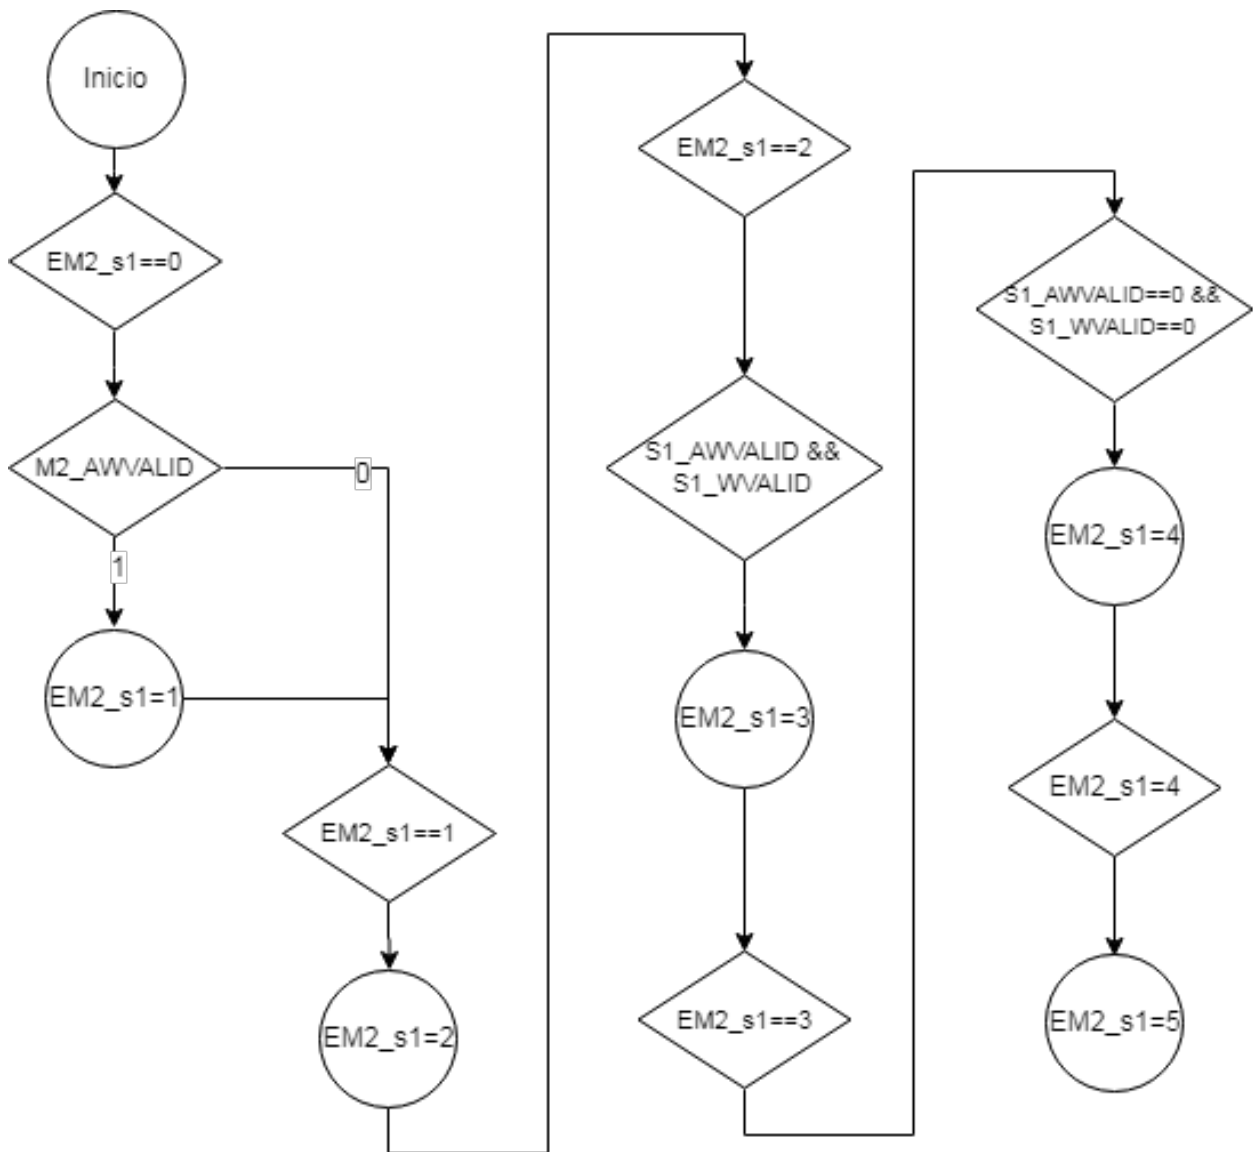 Inicio
EM2_s1==0
M2_AWVALID
0
1
EM2_s1=1
EM2_s1==1
EM2_s1=2
EM2_s1==2
S1_AWVALID &&
S1_WVALID
EM2_s1=3
EM2_s1==3
S1_AWVALID==0 &&
S1_WVALID==0
EM2_s1=4
EM2_s1=4
EM2_s1=5